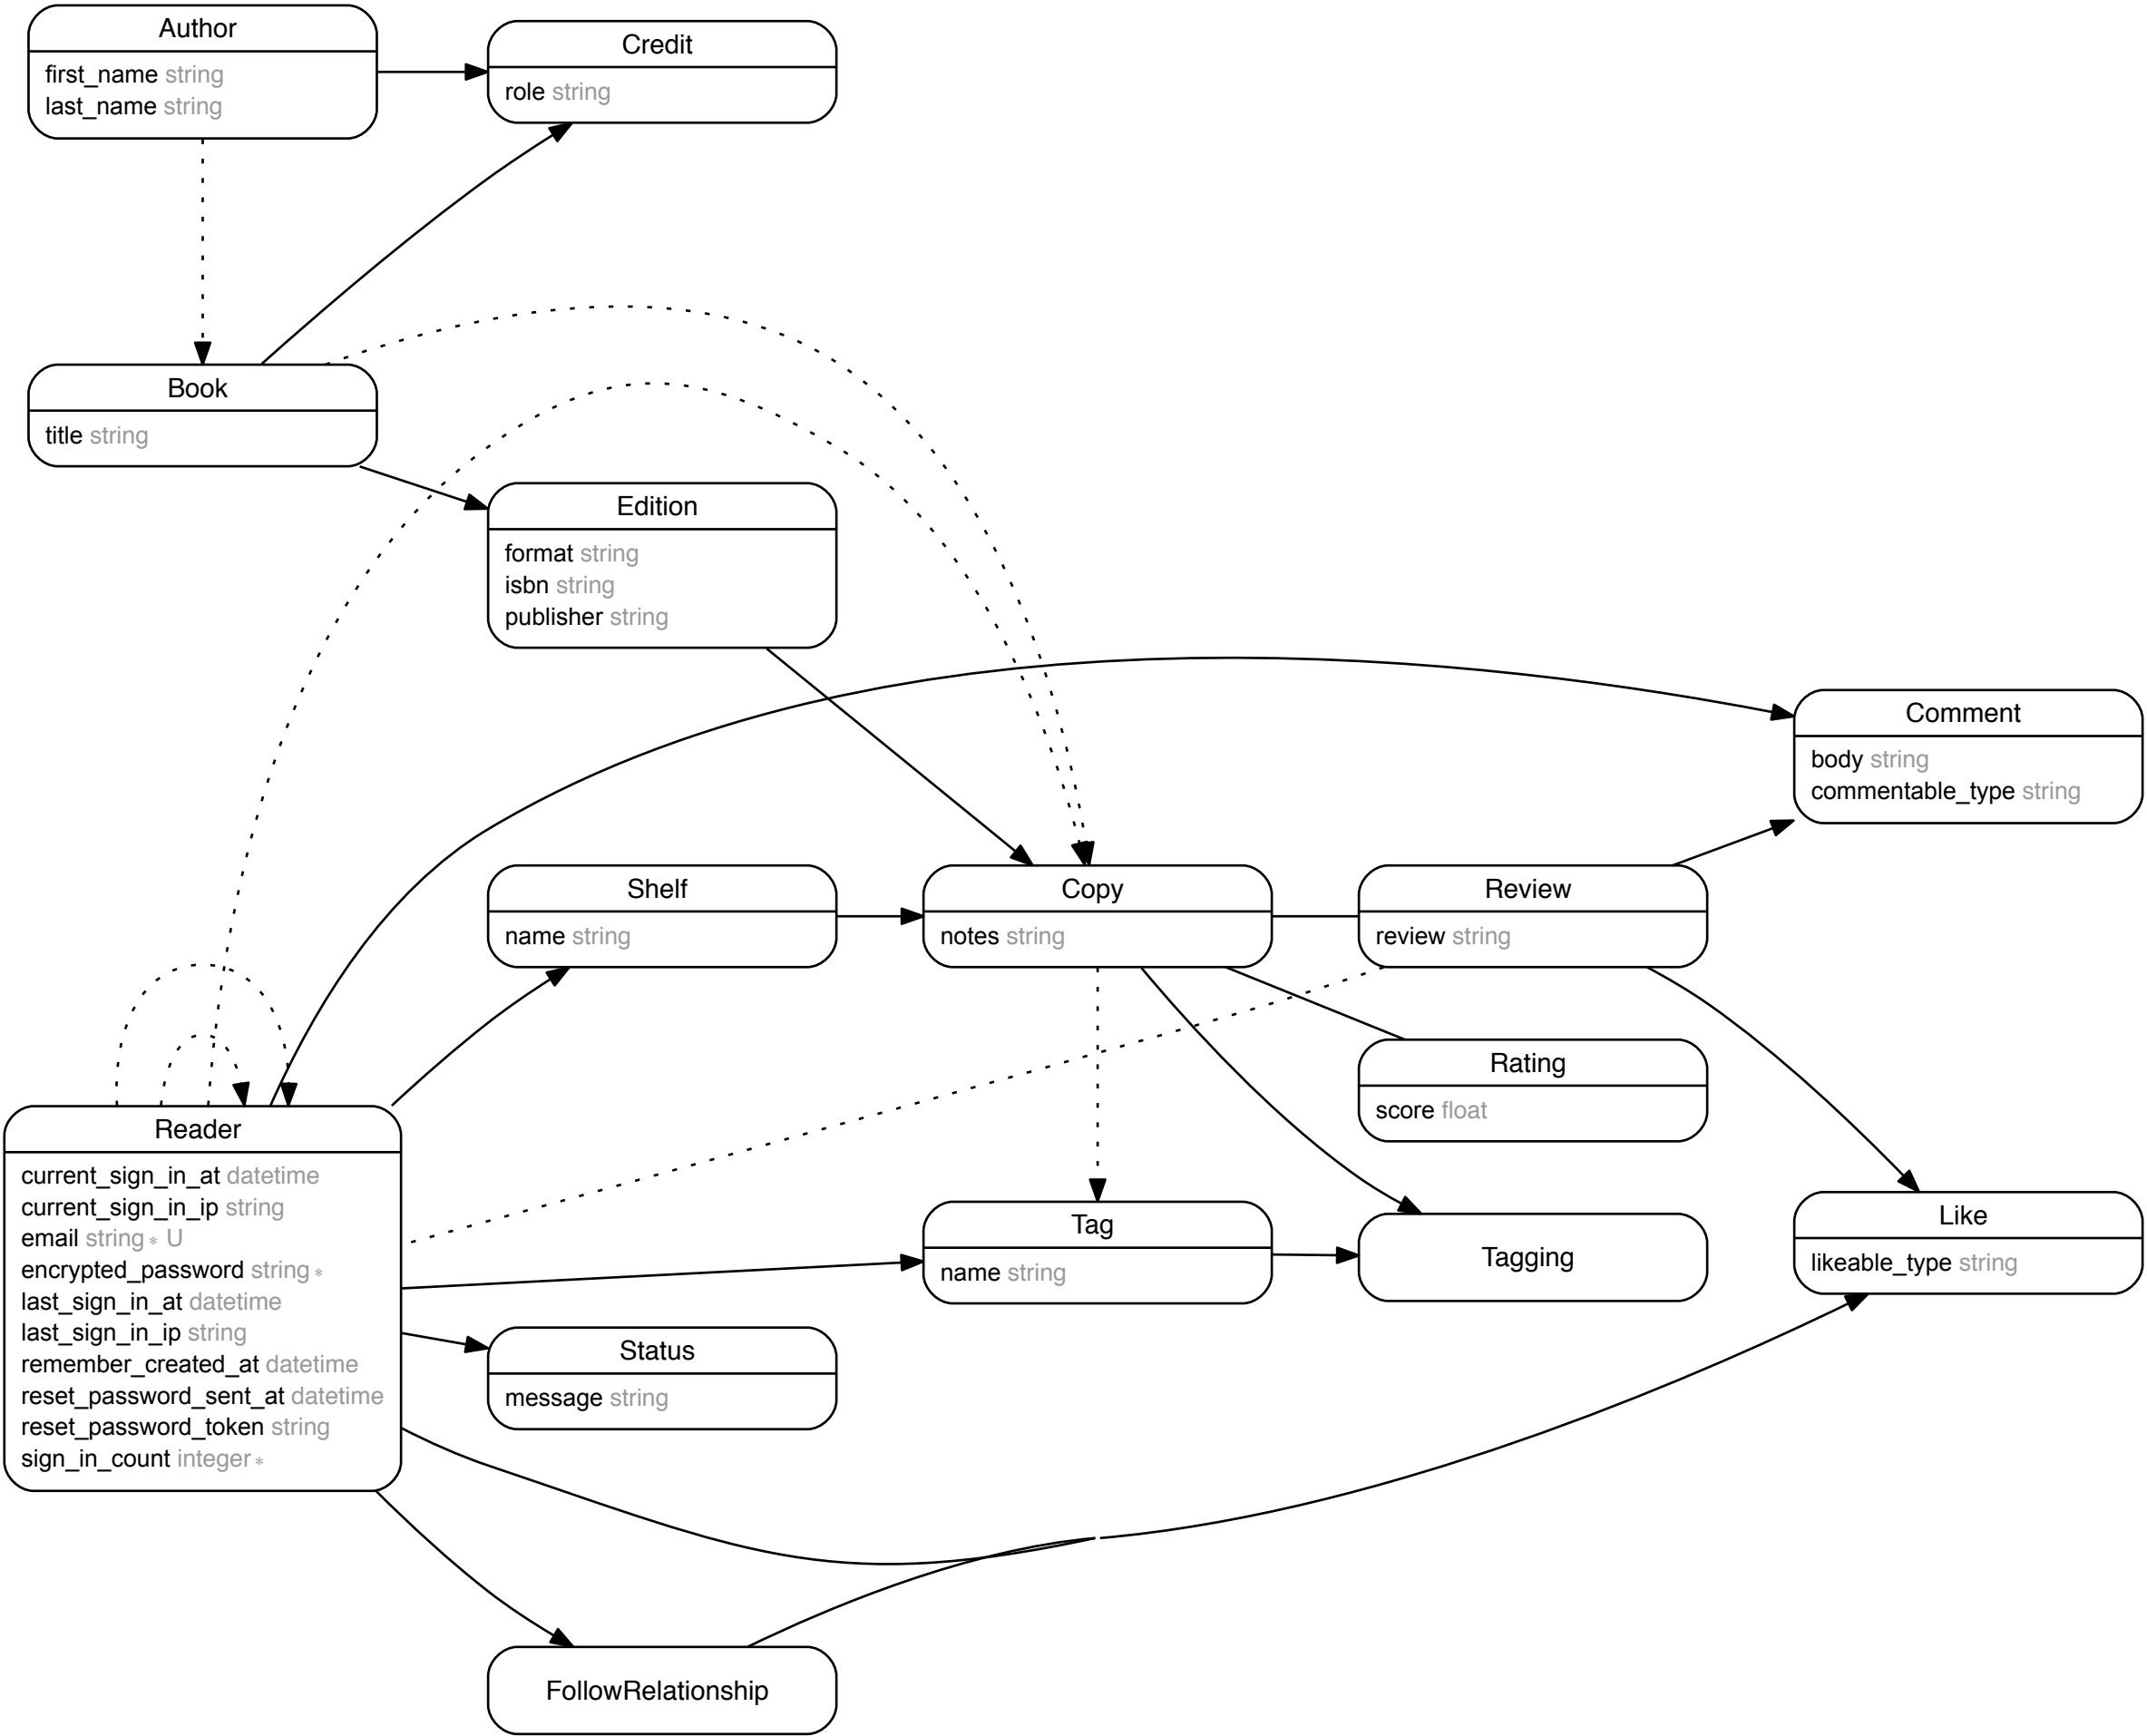 Author
first_name string
last_name string
Credit
role string
Book
title string
Edition
format string
isbn string
publisher string
Comment
body string
commentable_type string
Shelf
name string
Copy
notes string
Review
review string
Rating
score float
Reader
current_sign_in_at datetime
current_sign_in_ip string
email string* U
encrypted_password string*
last_sign_in_at datetime
last_sign_in_ip string
remember_created_at datetime
reset_password_sent_at datetime
reset_password_token string
sign_in_count integer*
Tag
name string
Tagging
Like
likeable_type string
Status
message string
FollowRelationship